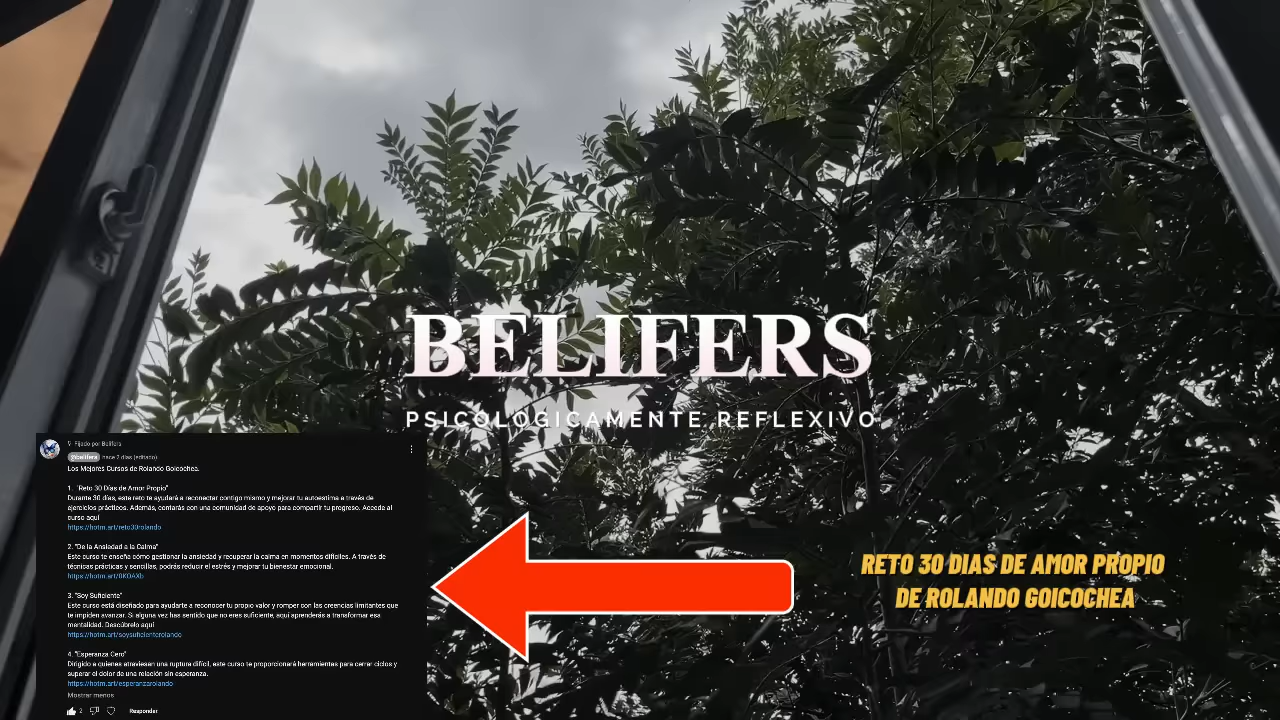 BELIFERS
PSICOLOGICAMENTE REFLEXIVO
Fijado por Belifers
@belifers hace 2 días (editado).
Los Mejores Cursos de Rolando Goicochea.
1. "Reto 30 Días de Amor Propio"
Durante 30 días, este reto te ayudará a reconectar contigo mismo y mejorar tu autoestima a través de
ejercicios prácticos. Además, contarás con una comunidad de apoyo para compartir tu progreso. Accede al
curso aquí
https://hotm.art/reto30rolando
2. "De la Ansiedad a la Calma"
Este curso te enseña cómo gestionar la ansiedad y recuperar la calma en momentos difíciles. A través de
técnicas prácticas y sencillas, podrás reducir el estrés y mejorar tu bienestar emocional.
https://hotm.art/0KOAXb
3. "Soy Suficiente"
Este curso está diseñado para ayudarte a reconocer tu propio valor y romper con las creencias limitantes que
te impiden avanzar. Si alguna vez has sentido que no eres suficiente, aquí aprenderás a transformar esa
mentalidad. Descúbrelo aquí
https://hotm.art/soysuficienterolando
4. "Esperanza Cero"
Dirigido a quienes atraviesan una ruptura difícil, este curso te proporcionará herramientas para cerrar ciclos y
superar el dolor de una relación sin esperanza.
https://hotm.art/esperanzarolando
Mostrar menos
2 Responder
RETO 30 DIAS DE AMOR PROPIO
DE ROLANDO GOICOCHEA